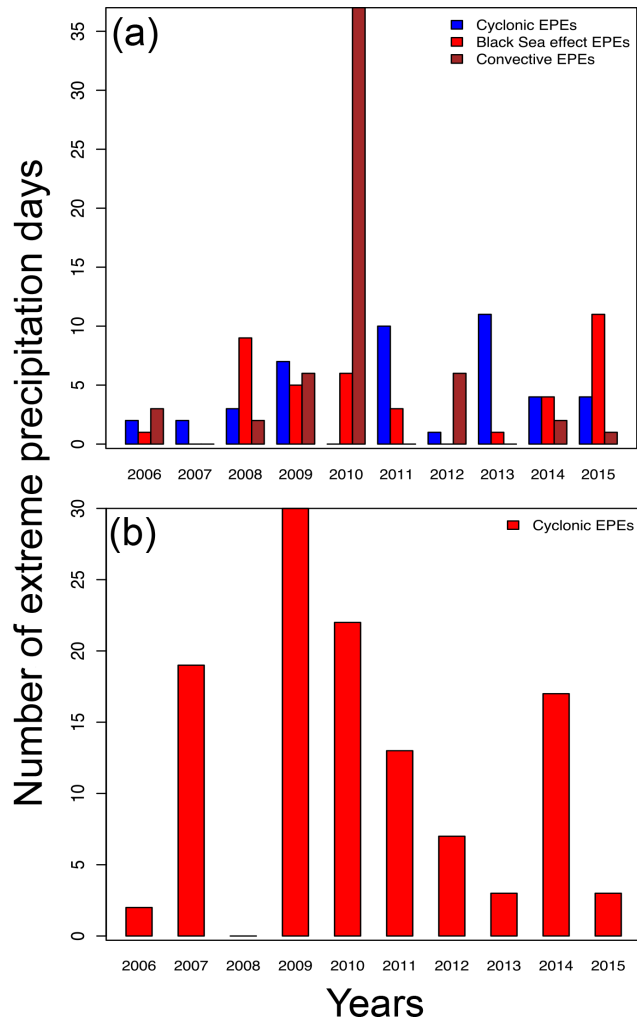 (a)
Cyclonic EPEs
Black Sea effect EPEs
Convective EPEs
35
30
25
20
15
10
5
0
2006 2007 2008 2009 2010 2011 2012 2013 2014 2015
Number of extreme precipitation days
(b)
Cyclonic EPEs
30
25
20
15
10
5
0
2006 2007 2008 2009 2010 2011 2012 2013 2014 2015
Years